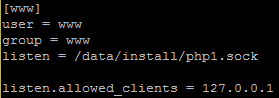 [www]
user = www
group = www
listen = /data/install/php1.sock
listen.allowed_clients = 127.0.0.1